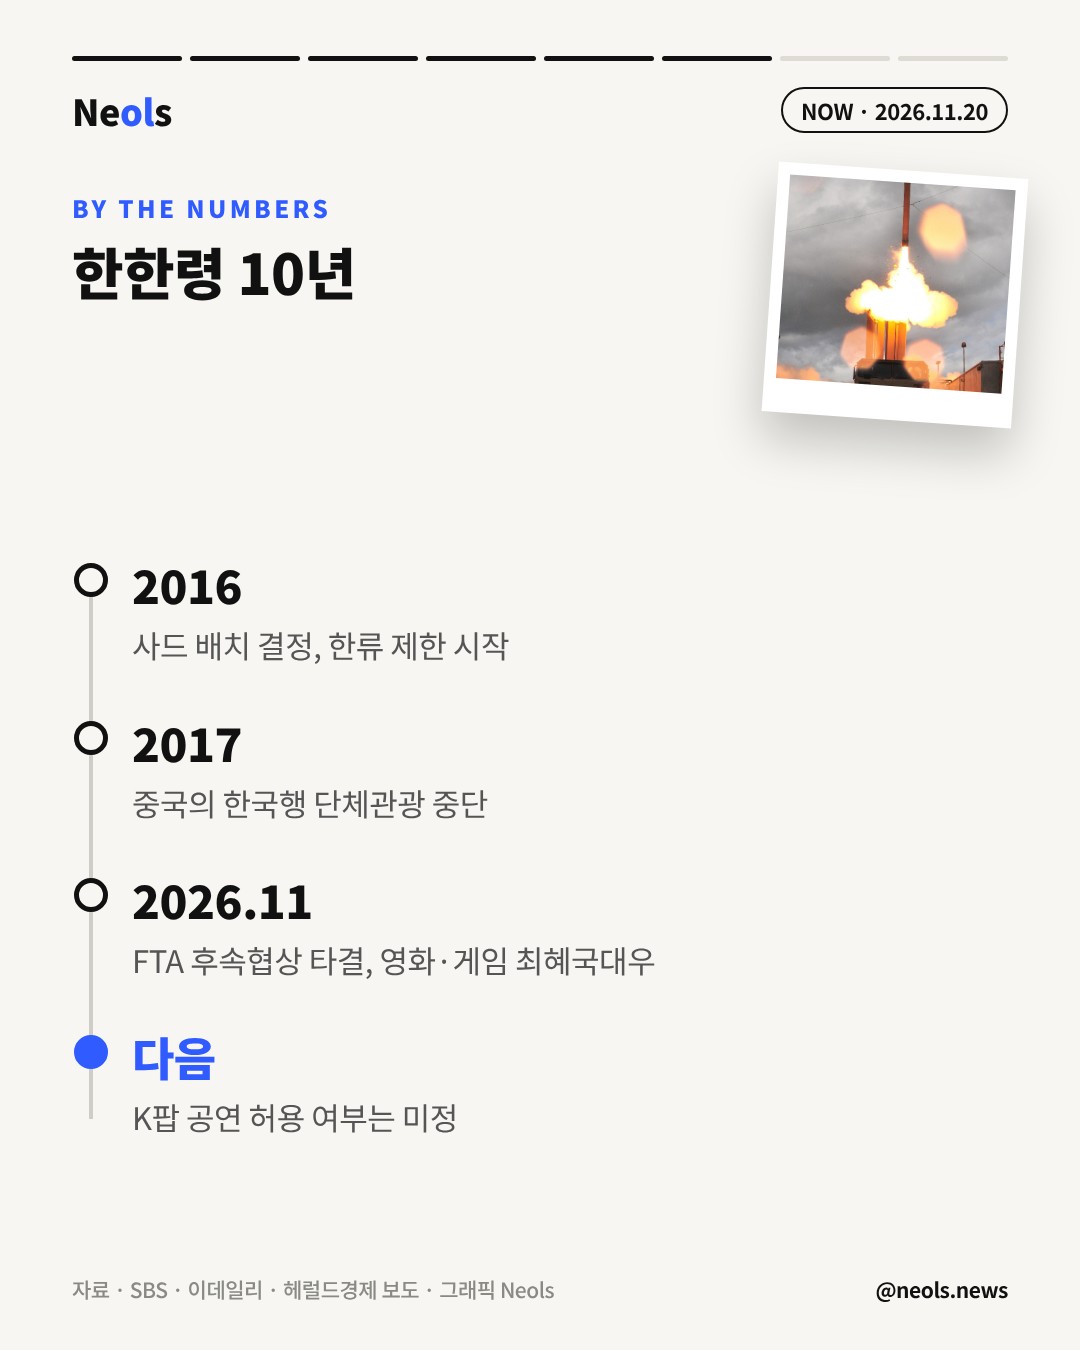 Neols
NOW · 2026.11.20
BY THE NUMBERS
한한령 10년
2016
사드 배치 결정, 한류 제한 시작
2017
중국의 한국행 단체관광 중단
2026.11
FTA 후속협상 타결, 영화·게임 최혜국대우
다음
K팝 공연 허용 여부는 미정
자료 · SBS · 이데일리 · 헤럴드경제 보도 · 그래픽 Neols
@neols.news